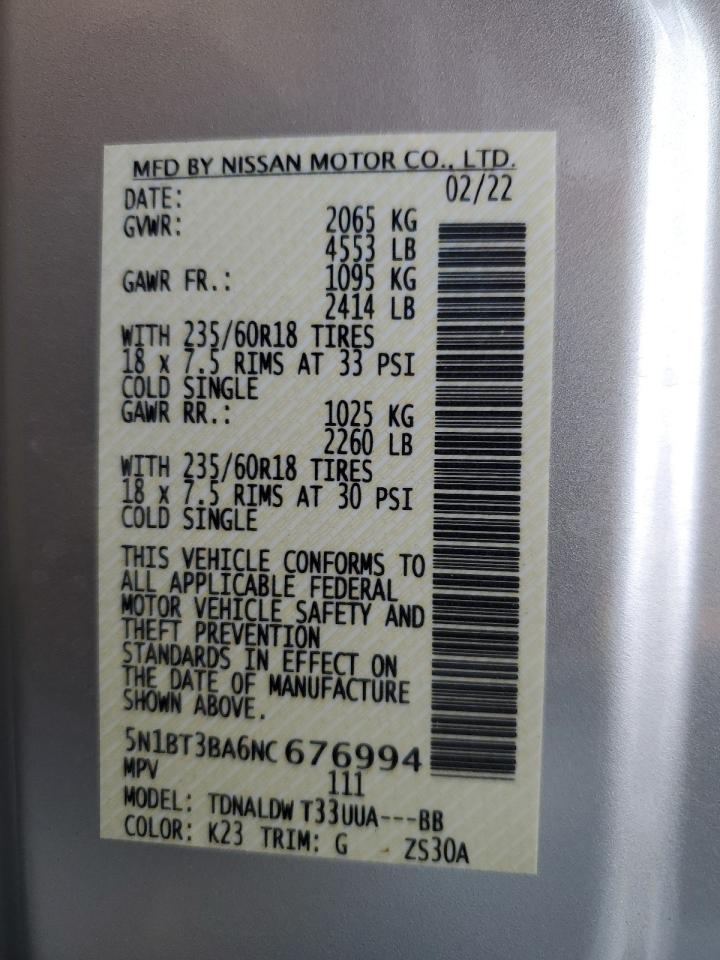 MFD BY NISSAN MOTOR CO., LTD.
DATE: 02/22
GVWR: 2065 KG
4553 LB
GAWR FR.: 1095 KG
2414 LB
WITH 235/60R18 TIRES
18 x 7.5 RIMS AT 33 PSI
COLD SINGLE
GAWR RR.: 1025 KG
2260 LB
WITH 235/60R18 TIRES
18 x 7.5 RIMS AT 30 PSI
COLD SINGLE
THIS VEHICLE CONFORMS TO
ALL APPLICABLE FEDERAL
MOTOR VEHICLE SAFETY AND
THEFT PREVENTION
STANDARDS IN EFFECT ON
THE DATE OF MANUFACTURE
SHOWN ABOVE.
5N1BT3BA6NC 676994
MPV 111
MODEL: TDNALDW T33UUA---BB
COLOR: K23 TRIM: G ZS30A